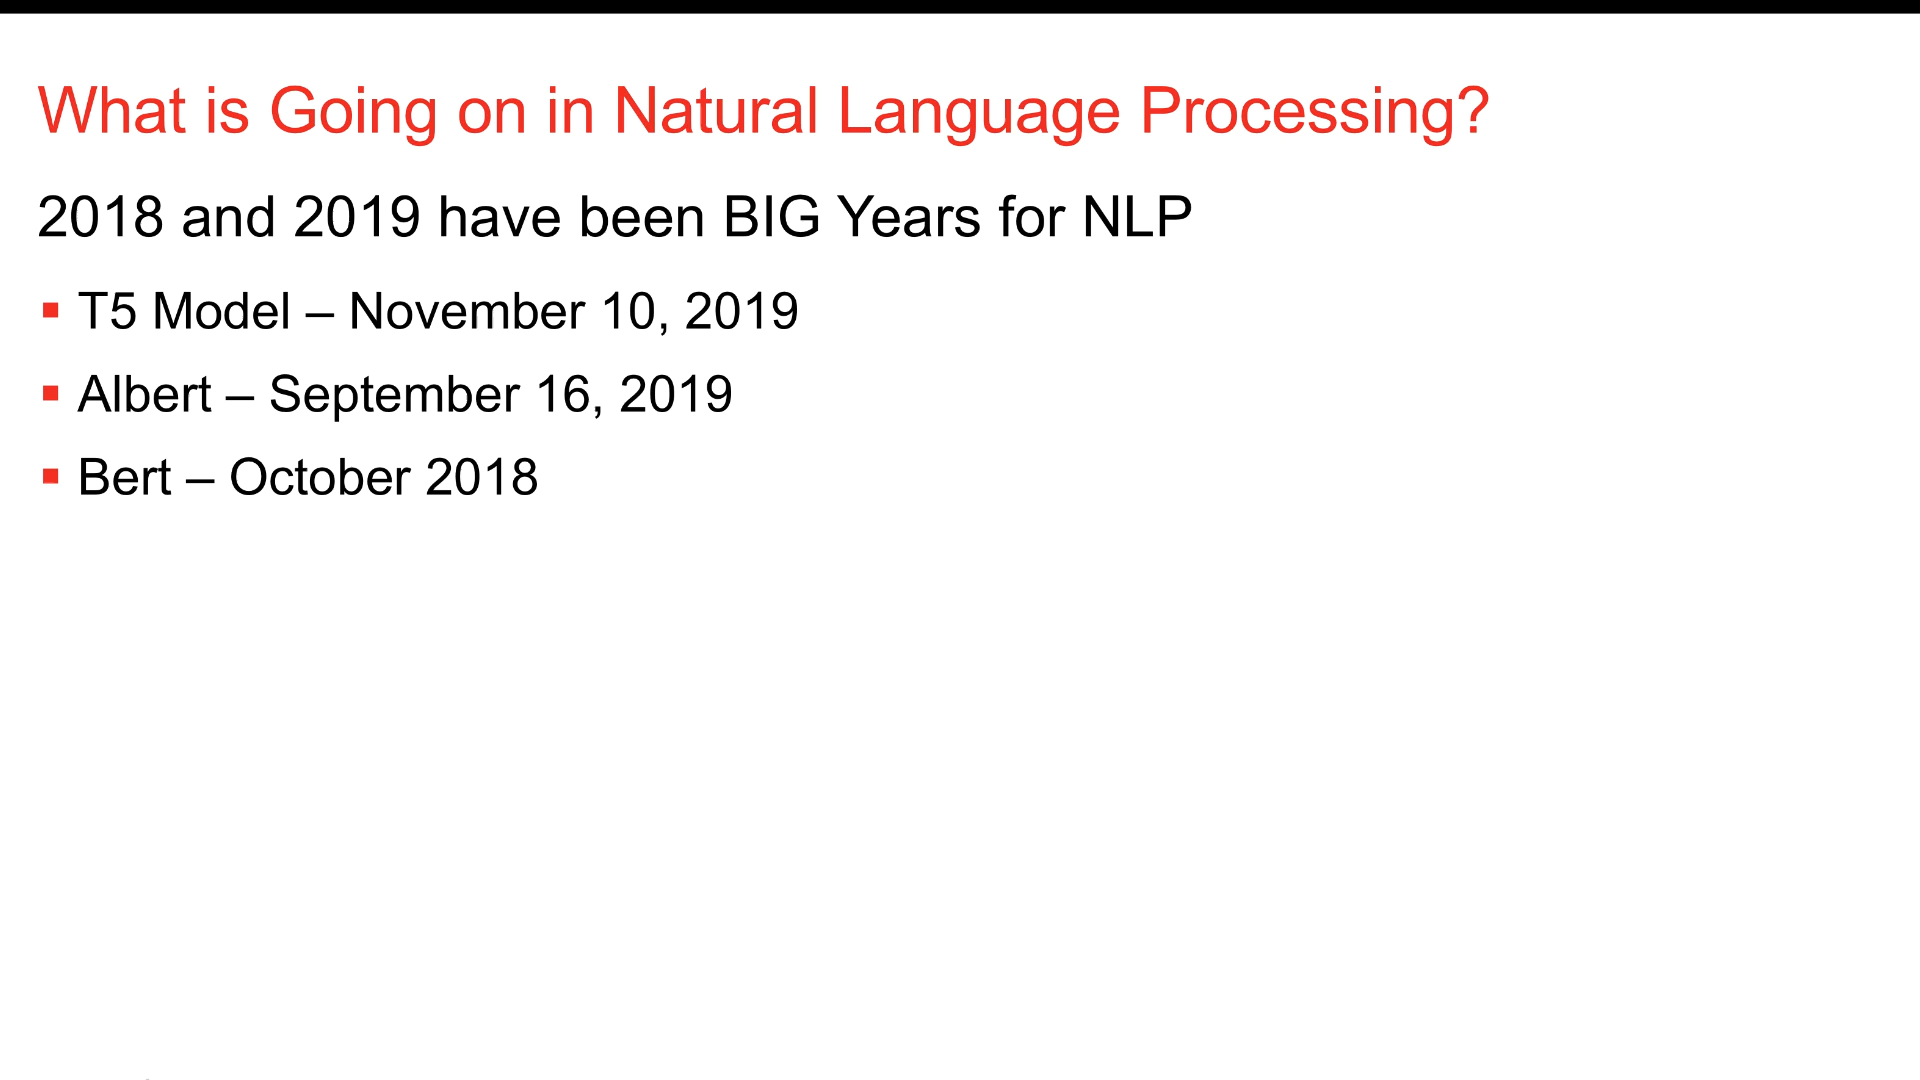 What is Going on in Natural Language Processing?
2018 and 2019 have been BIG Years for NLP
▪ T5 Model – November 10, 2019
▪ Albert – September 16, 2019
▪ Bert – October 2018